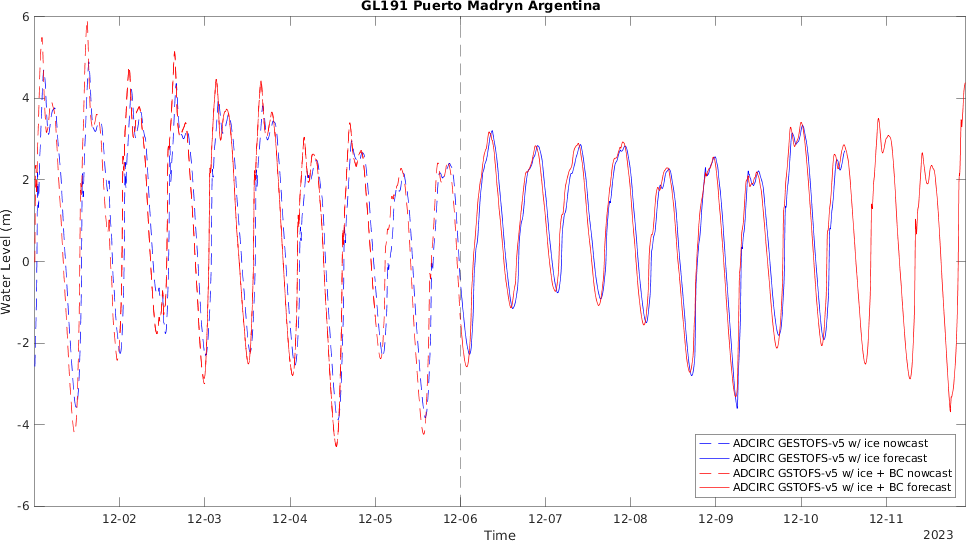 GL191 Puerto Madryn Argentina
6
4
2
0
-2
-4
-6
Water Level (m)
ADCIRC GESTOFS-v5 w/ ice nowcast
ADCIRC GESTOFS-v5 w/ ice forecast
ADCIRC GSTOFS-v5 w/ ice + BC nowcast
ADCIRC GSTOFS-v5 w/ ice + BC forecast
12-02 12-03 12-04 12-05 12-06 12-07 12-08 12-09 12-10 12-11
Time
2023